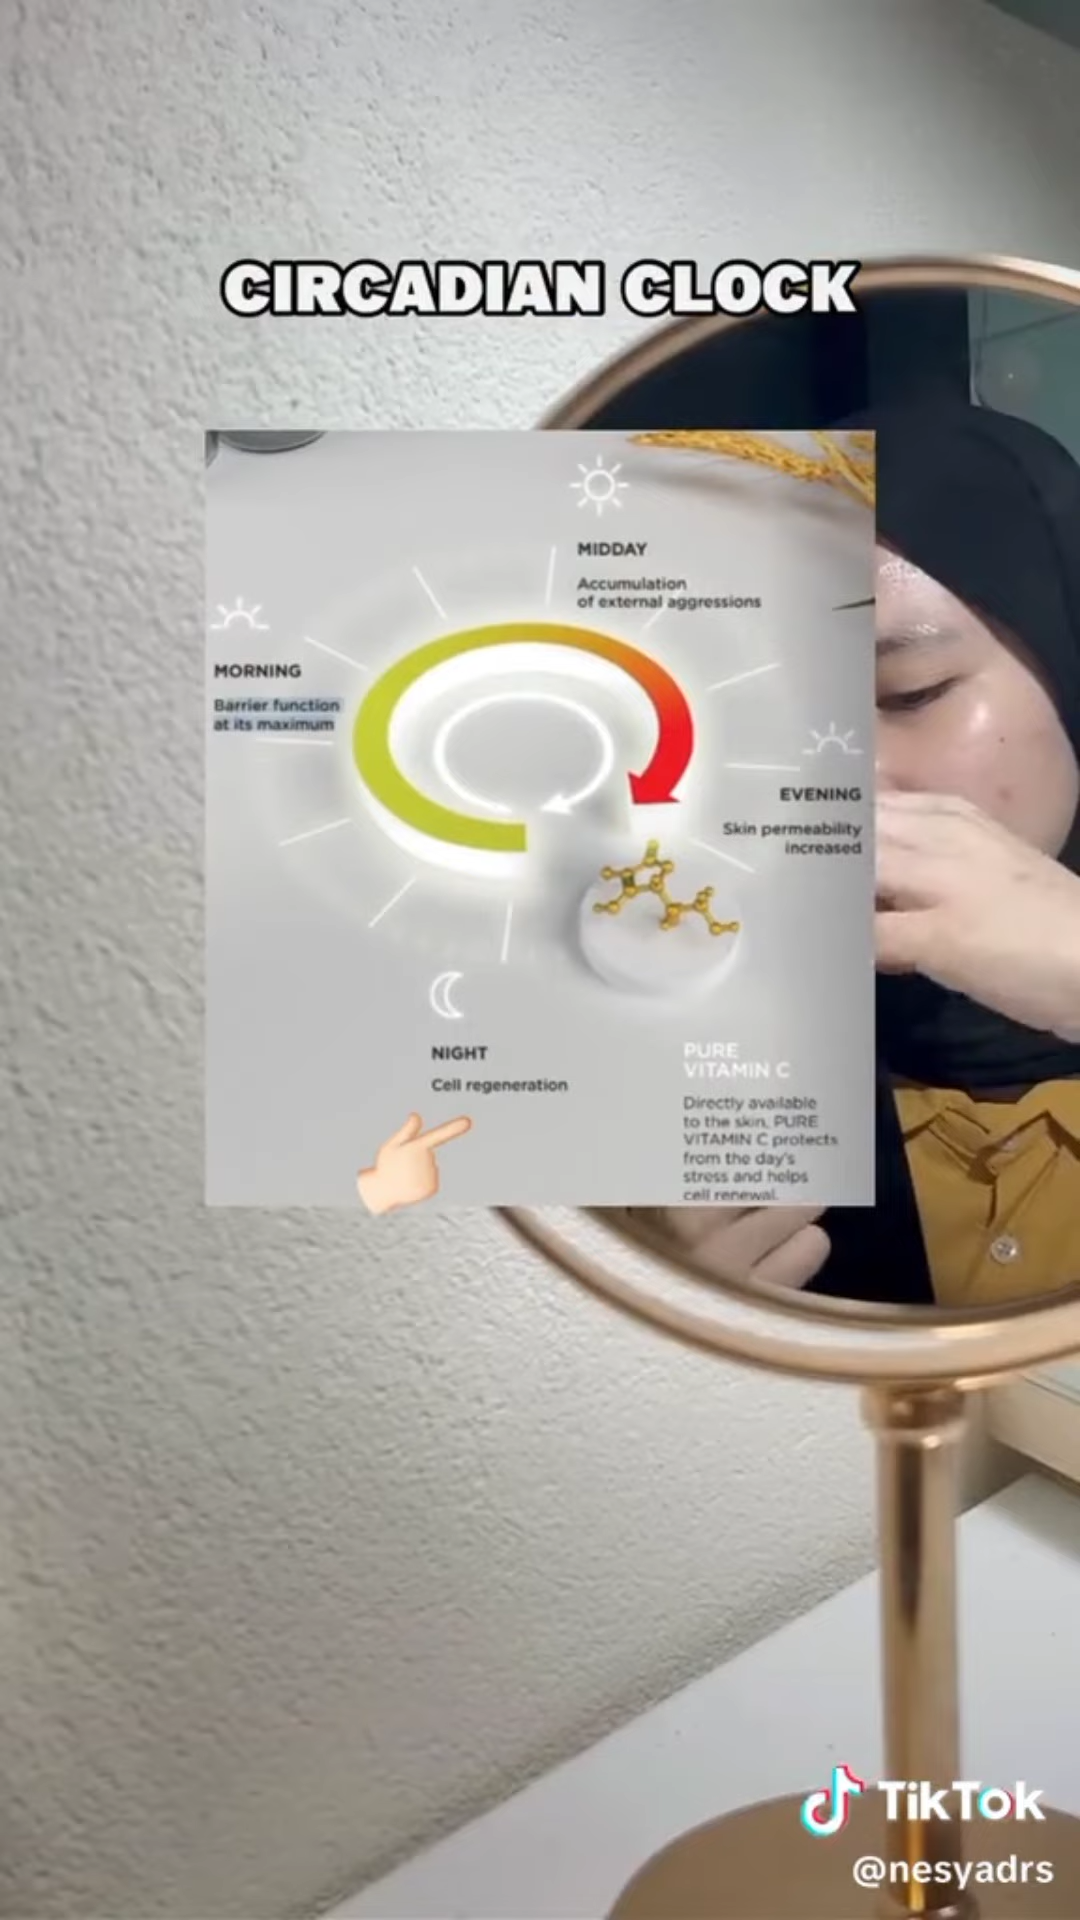 CIRCADIAN CLOCK
MIDDAY
Accumulation
of external aggressions
MORNING
Barrier function
at its maximum
EVENING
Skin permeability
increased
NIGHT
Cell regeneration
PURE
VITAMIN C
Directly available
to the skin, PURE
VITAMIN C protects
from the day's
stress and helps
cell renewal.
TikTok
@nesyadrs